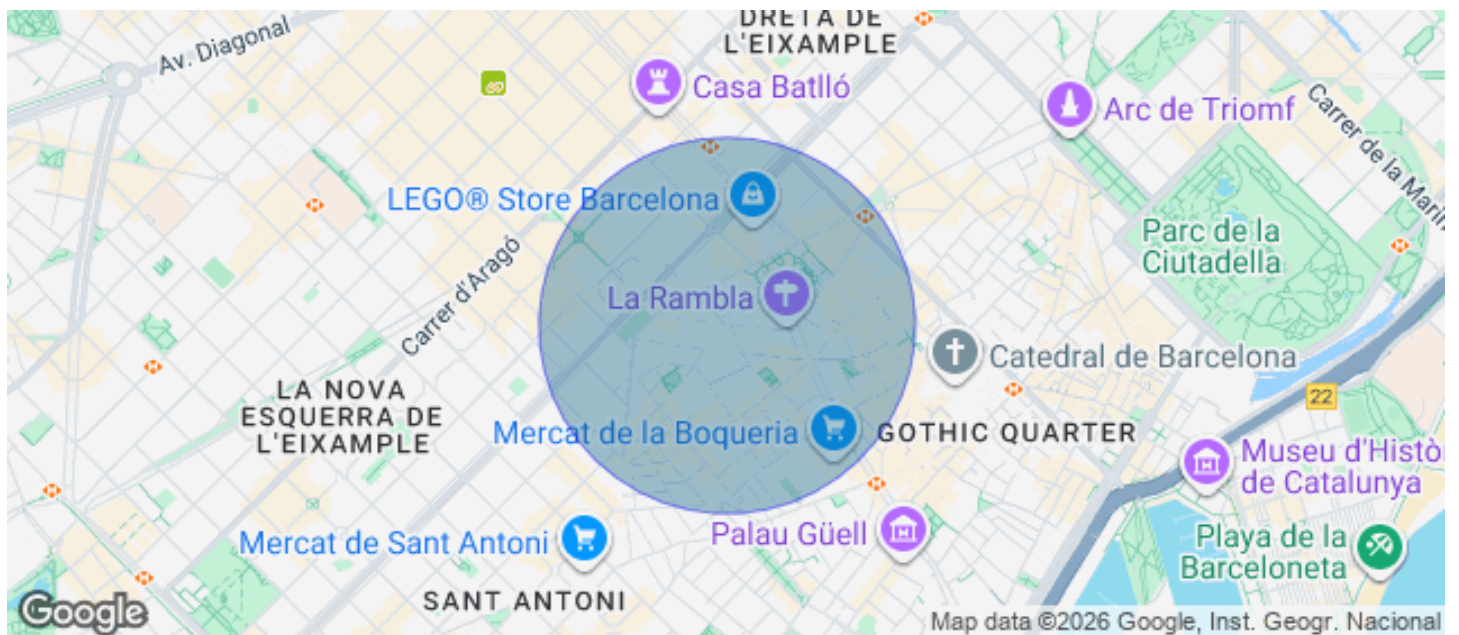 DRETA DE
L'EIXAMPLE
Av. Diagonal
Casa Batlló
Arc de Triomf
Carrer de la Marin
LEGO® Store Barcelona
Parc de la
Ciutadella
Carrer d'Aragó
La Rambla
Catedral de Barcelona
LA NOVA
ESQUERRA DE
L'EIXAMPLE
22
Mercat de la Boqueria
GOTHIC QUARTER
Museu d'Històr
de Catalunya
Mercat de Sant Antoni
Palau Güell
Playa de la
Barceloneta
SANT ANTONI
Google
Map data ©2026 Google, Inst. Geogr. Nacional